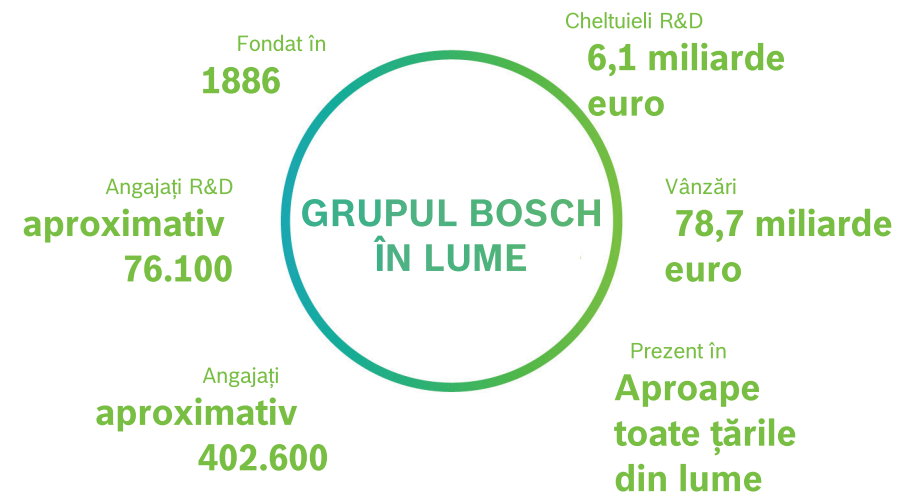 Fondat în
1886
Cheltuieli R&D
6,1 miliarde
euro
Angajați R&D
aproximativ
76.100
GRUPUL BOSCH
ÎN LUME
Vânzări
78,7 miliarde
euro
Angajați
aproximativ
402.600
Prezent în
Aproape
toate țările
din lume